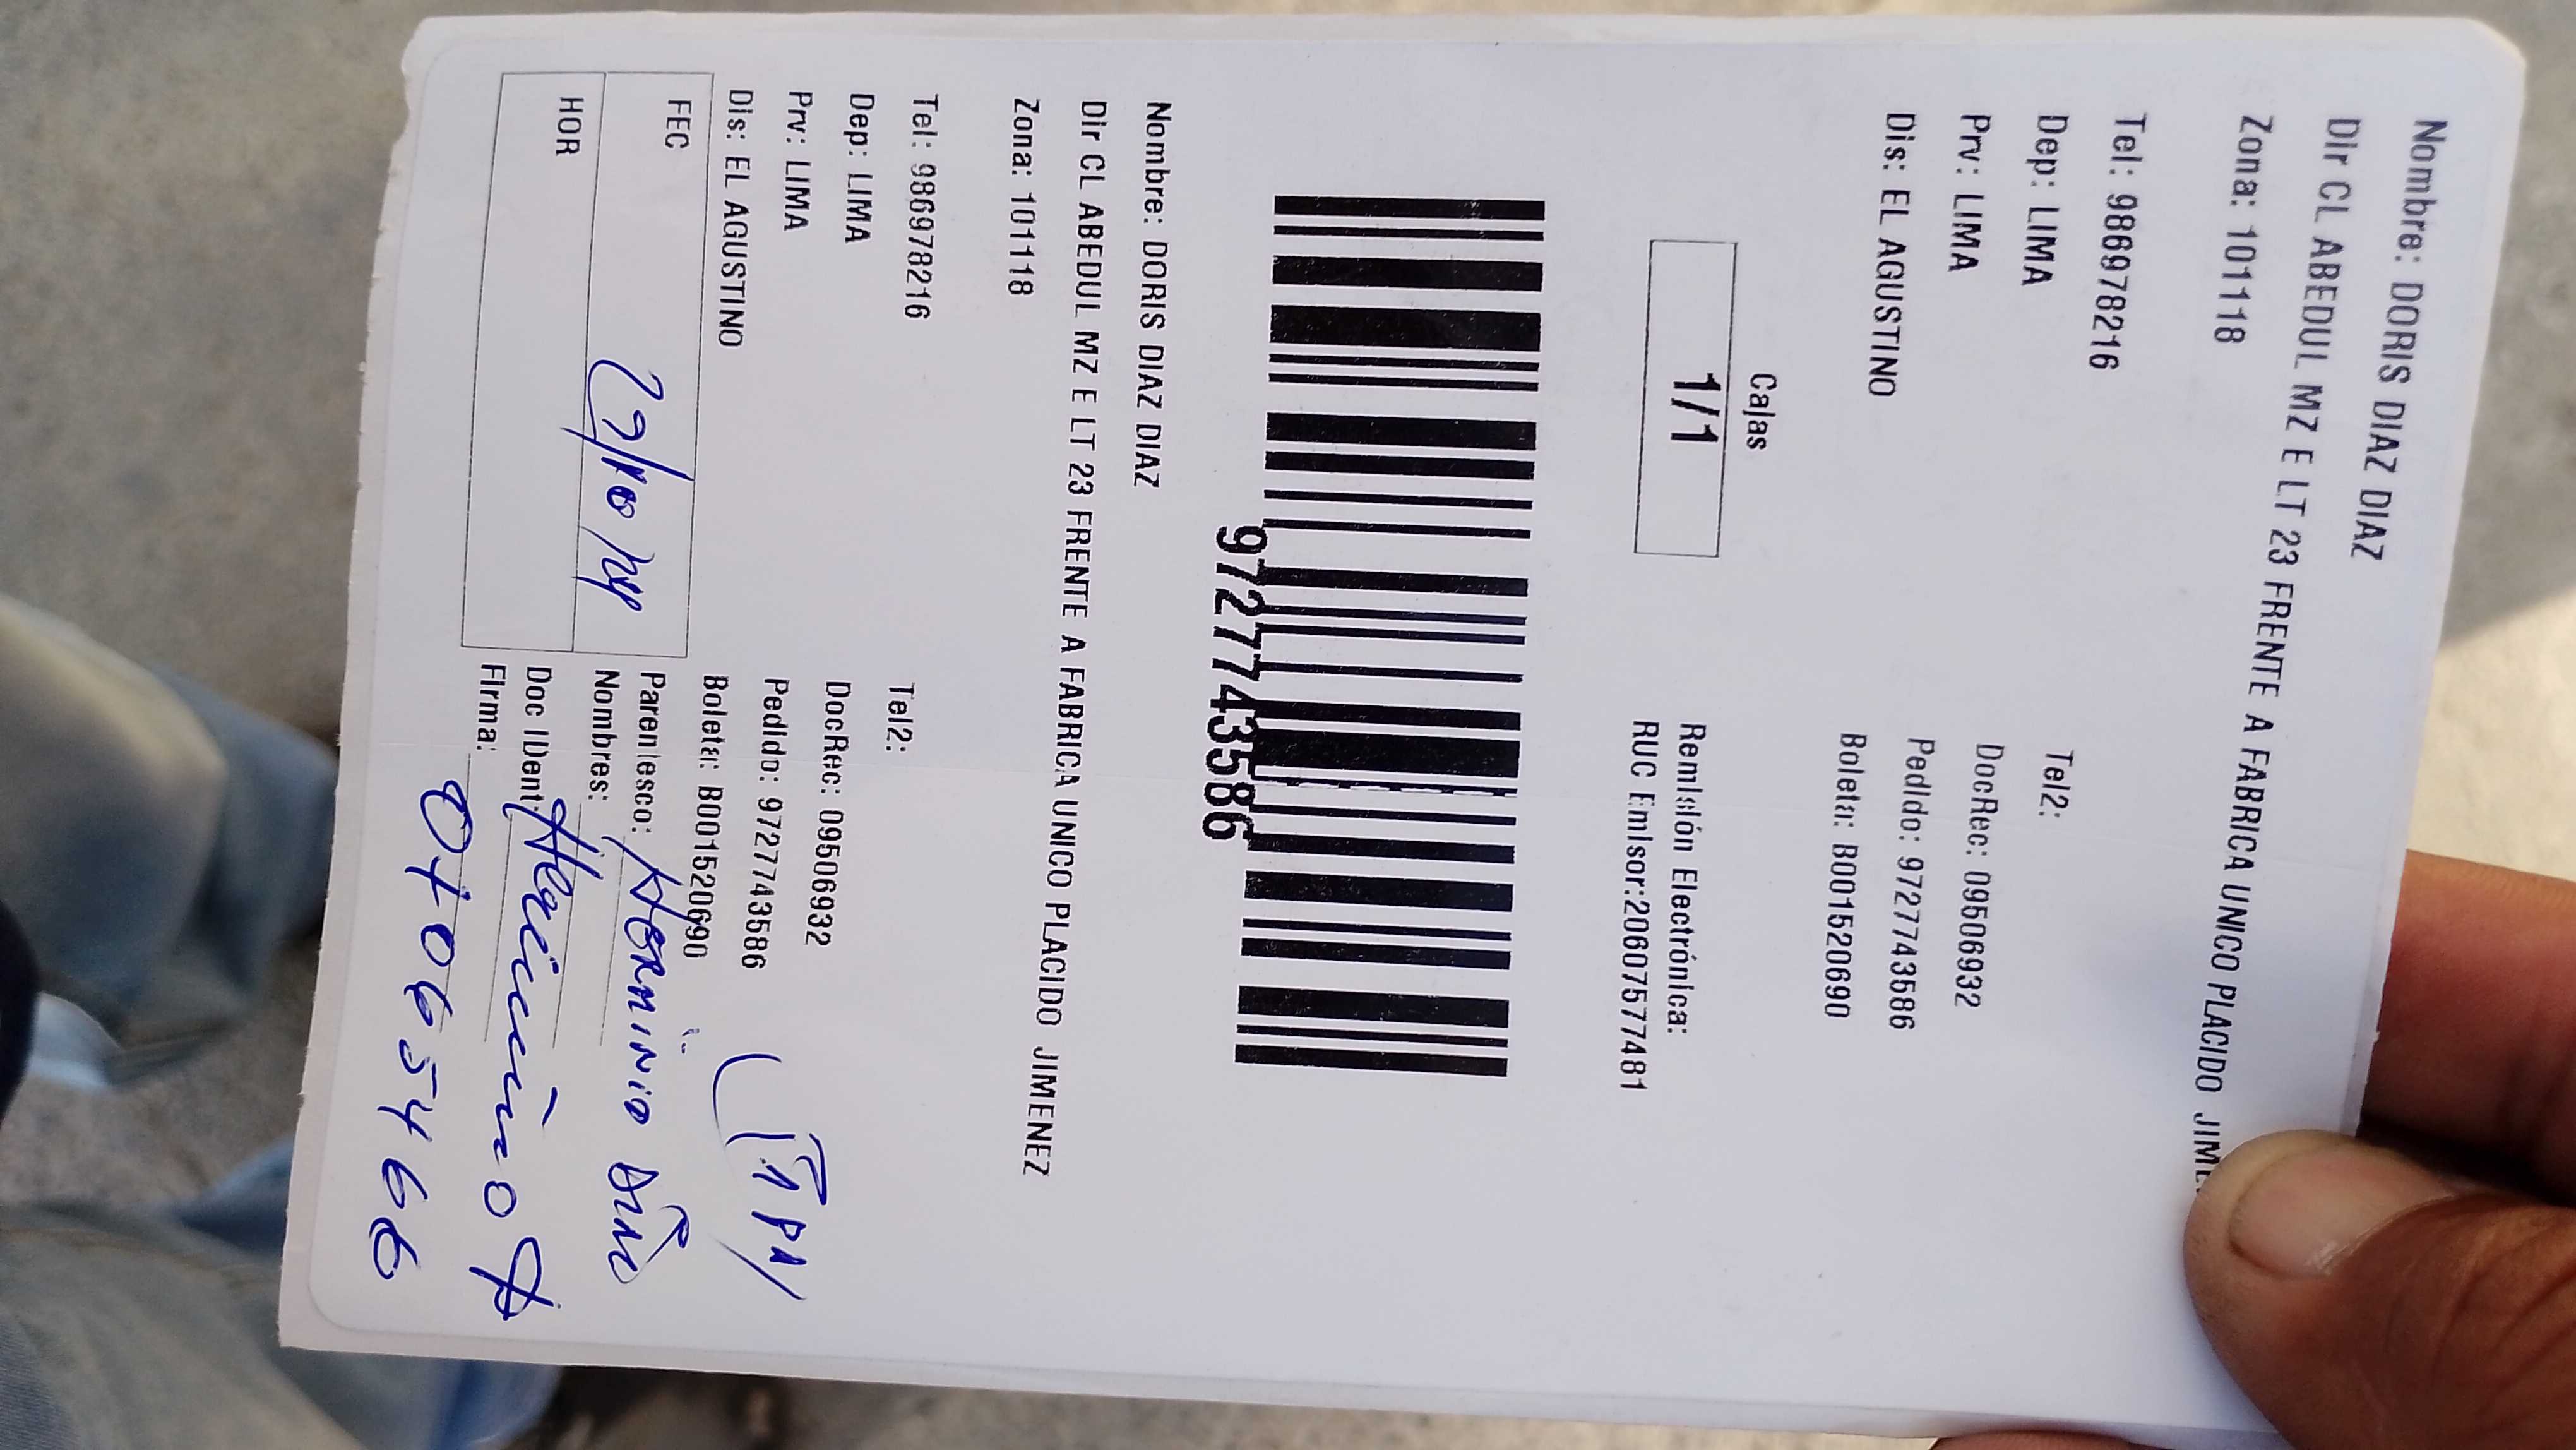 Nombre: DORIS DIAZ DIAZ
Dir CL ABEDUL MZ E LT 23 FRENTE A FABRICA UNICO PLACIDO JIME
Zona: 101118
Tel: 986978216
Tel2:
Dep: LIMA
DocRec: 09506932
Prv: LIMA
Pedido: 9727743586
Dis: EL AGUSTINO
Boleta: B001520690
Cajas
1/1
Remisión Electrónica:
RUC Emisor:20607577481
9727743586
Nombre: DORIS DIAZ DIAZ
Dir CL ABEDUL MZ E LT 23 FRENTE A FABRICA UNICO PLACIDO JIMENEZ
Zona: 101118
Tel: 986978216
Tel2:
Dep: LIMA
DocRec: 09506932
Prv: LIMA
Pedido: 9727743586
Dis: EL AGUSTINO
Boleta: B001520690
FEC
Parentesco: Herminio
Nombres:
HOR
Doc IDent:
Firma: